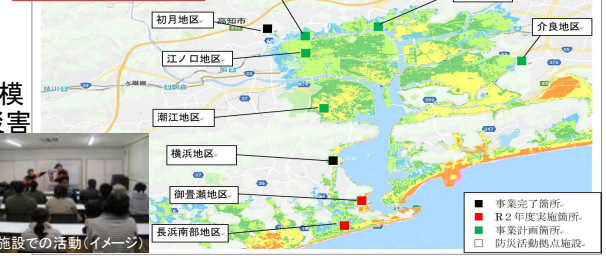 初月地区
高知市
介良地区
江ノ口地区
模
災害
潮江地区
横浜地区
御畳瀬地区
長浜南部地区
施設での活動(イメージ)
事業完了箇所
R2年度実施箇所
事業計画箇所
防災活動拠点施設